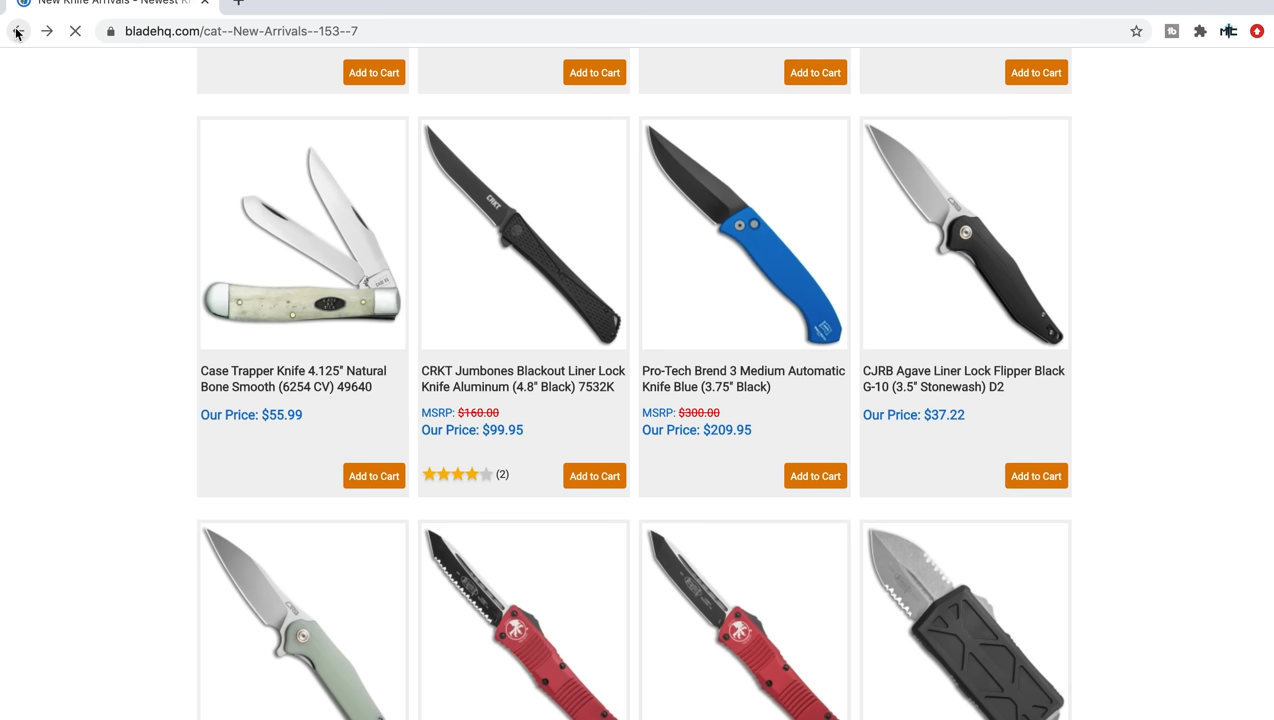 New Knife Arrivals - Newest K
bladehq.com/cat--New-Arrivals--153--7
Add to Cart
Add to Cart
Add to Cart
Add to Cart
CRKT
Case Trapper Knife 4.125" Natural
Bone Smooth (6254 CV) 49640
Our Price: $55.99
Add to Cart
CRKT Jumbones Blackout Liner Lock
Knife Aluminum (4.8" Black) 7532K
MSRP: $160.00
Our Price: $99.95
(2)
Add to Cart
Pro-Tech Brend 3 Medium Automatic
Knife Blue (3.75" Black)
MSRP: $300.00
Our Price: $209.95
Add to Cart
CJRB Agave Liner Lock Flipper Black
G-10 (3.5" Stonewash) D2
Our Price: $37.22
Add to Cart